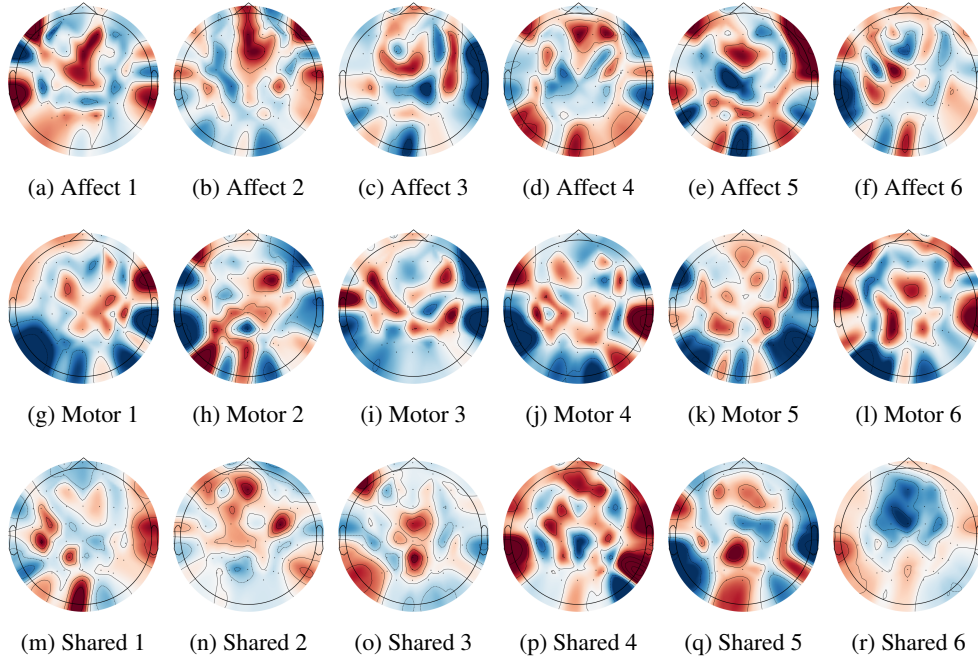 (a) Affect 1 (b) Affect 2 (c) Affect 3 (d) Affect 4 (e) Affect 5 (f) Affect 6
(g) Motor 1 (h) Motor 2 (i) Motor 3 (j) Motor 4 (k) Motor 5 (l) Motor 6
(m) Shared 1 (n) Shared 2 (o) Shared 3 (p) Shared 4 (q) Shared 5 (r) Shared 6